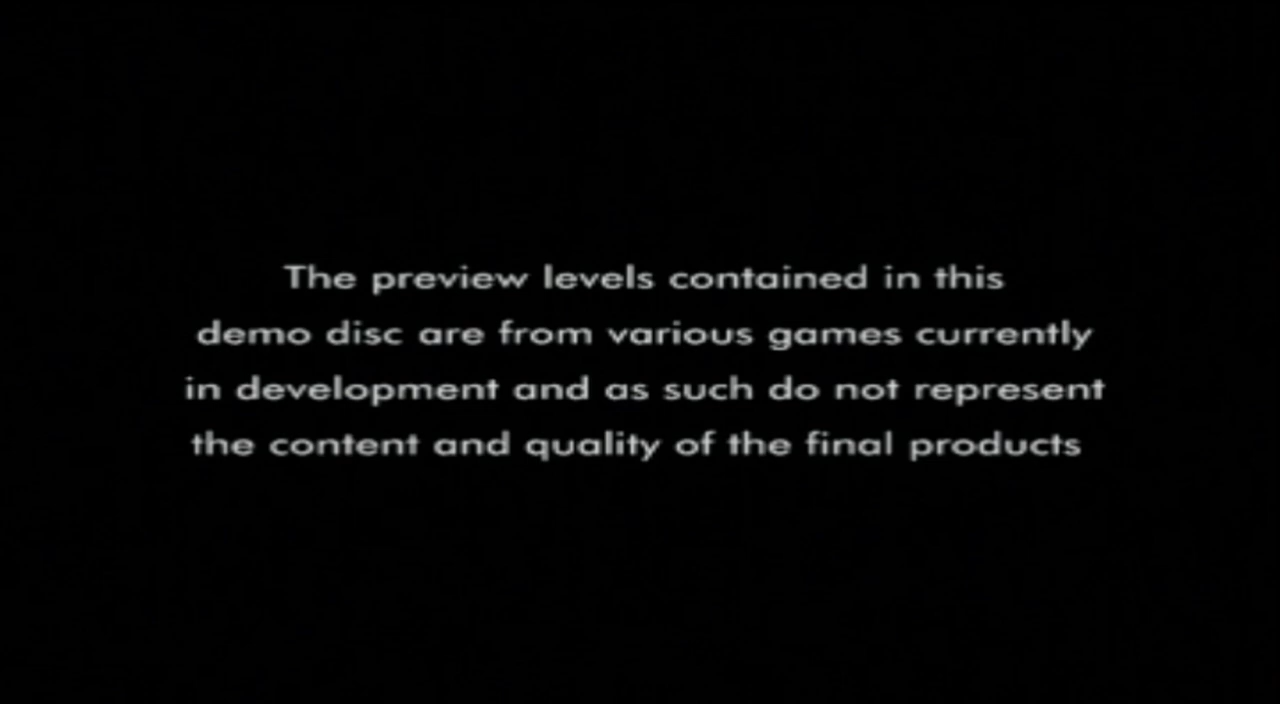 The preview levels contained in this
demo disc are from various games currently
in development and as such do not represent
the content and quality of the final products